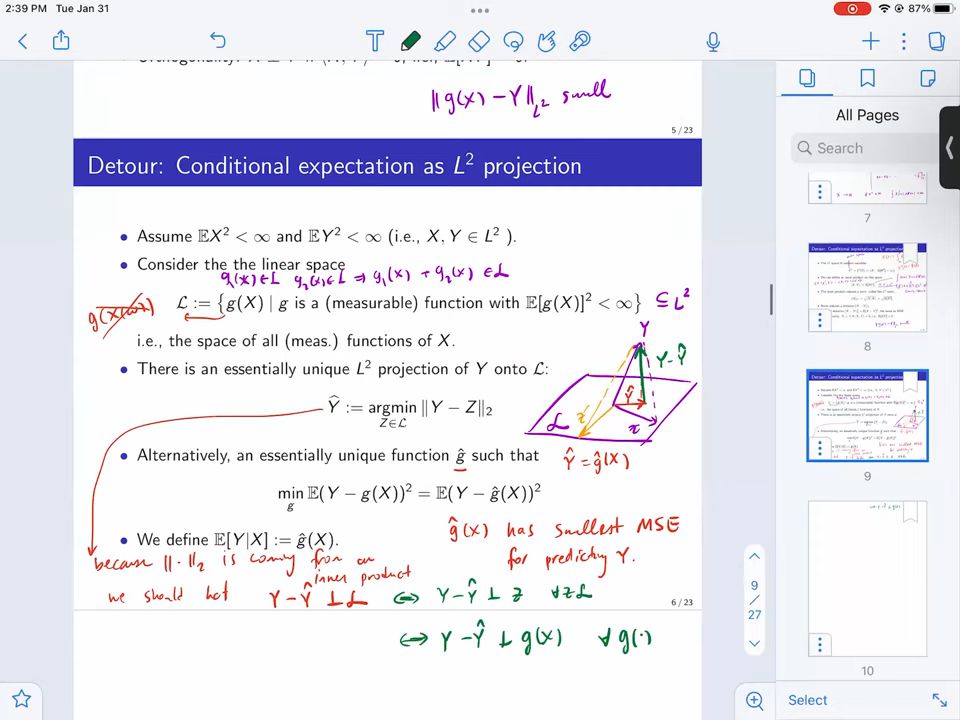 2:39 PM Tue Jan 31
87%
‖g(X) − Y‖_L² small
5 / 23
Detour: Conditional expectation as L² projection
• Assume 𝔼X² < ∞ and 𝔼Y² < ∞ (i.e., X, Y ∈ L² ).
• Consider the the linear space
g₁(X) ∈ L g₂(X) ∈ L ⇒ g₁(X) + g₂(X) ∈ L
ℒ := {g(X) | g is a (measurable) function with 𝔼[g(X)]² < ∞} ⊆ L²
i.e., the space of all (meas.) functions of X.
• There is an essentially unique L² projection of Y onto ℒ:
Y
Y − Ŷ
Ŷ
z'
z
ℒ
Ŷ := argmin ‖Y − Z‖₂
Z∈ℒ
• Alternatively, an essentially unique function ĝ such that
Ŷ = ĝ(X)
min 𝔼(Y − g(X))² = 𝔼(Y − ĝ(X))²
g
• We define 𝔼[Y|X] := ĝ(X).
ĝ(X) has smallest MSE
for predicting Y.
because ‖·‖₂ is coming from an
inner product
we should hat Y − Ŷ ⊥ ℒ ⇔ Y − Ŷ ⊥ z ∀z ℒ
6 / 23
⇔ Y − Ŷ ⊥ g(X) ∀ g(·)
All Pages
Search
7
8
9
10
9
/
27
Select